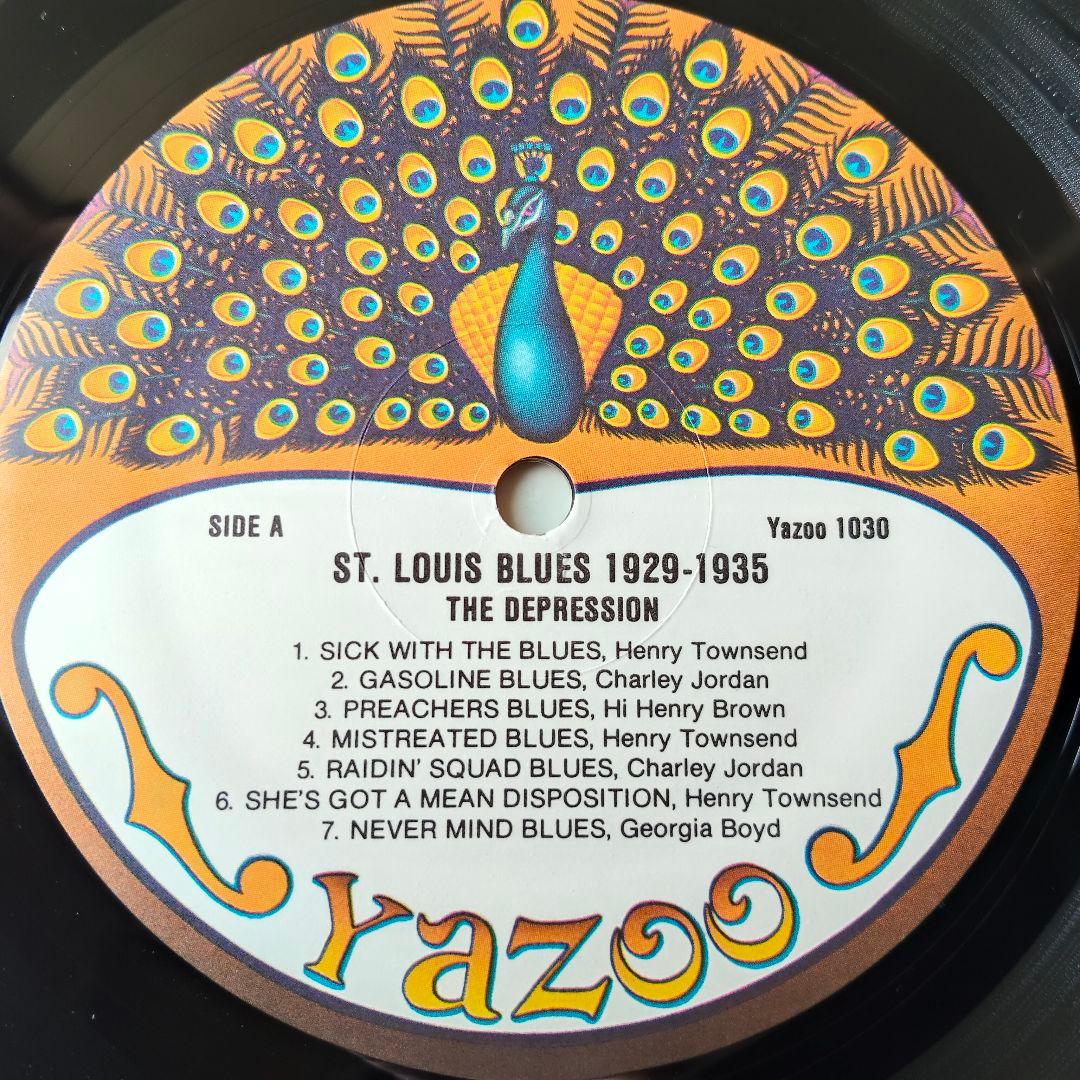 SIDE A
Yazoo 1030
ST. LOUIS BLUES 1929-1935
THE DEPRESSION
1. SICK WITH THE BLUES, Henry Townsend
2. GASOLINE BLUES, Charley Jordan
3. PREACHERS BLUES, Hi Henry Brown
4. MISTREATED BLUES, Henry Townsend
5. RAIDIN' SQUAD BLUES, Charley Jordan
6. SHE'S GOT A MEAN DISPOSITION, Henry Townsend
7. NEVER MIND BLUES, Georgia Boyd
Yazoo